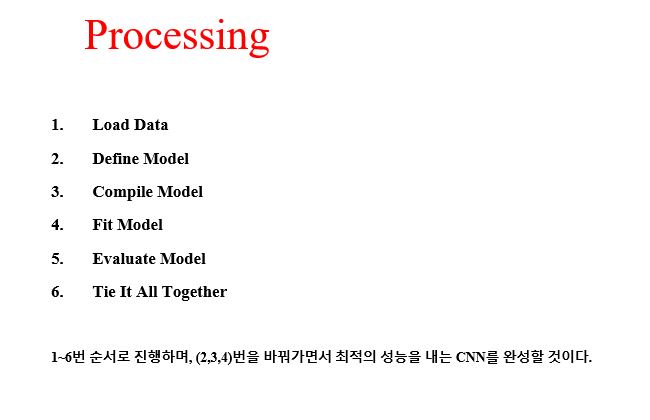 Processing
1. Load Data
2. Define Model
3. Compile Model
4. Fit Model
5. Evaluate Model
6. Tie It All Together
1~6번 순서로 진행하며, (2,3,4)번을 바꿔가면서 최적의 성능을 내는 CNN를 완성할 것이다.